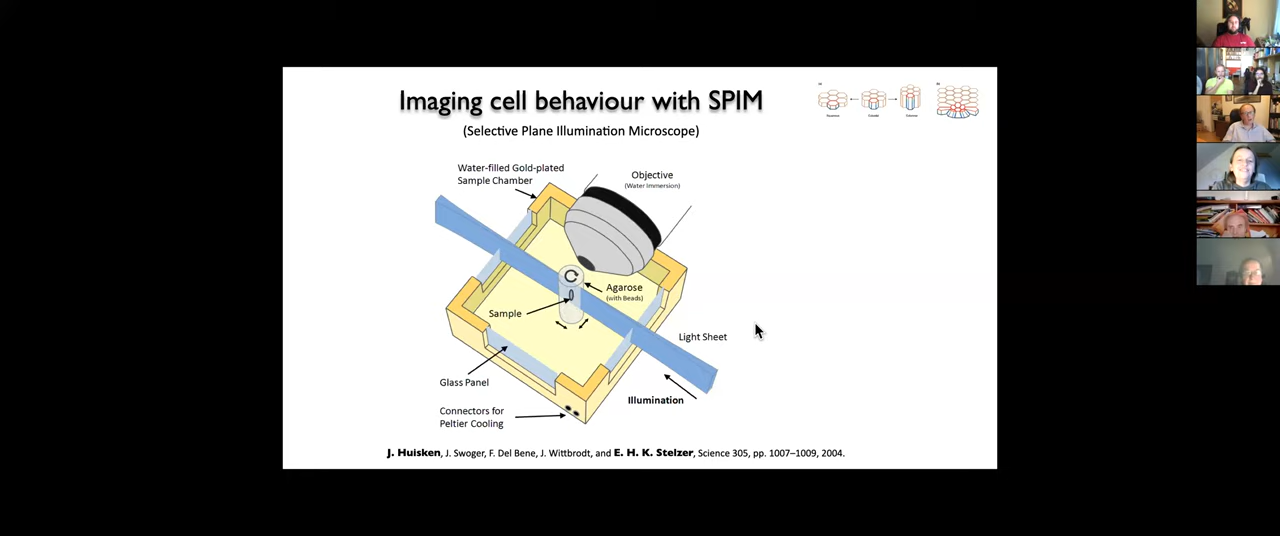 Imaging cell behaviour with SPIM
(Selective Plane Illumination Microscope)
Water-filled Gold-plated
Sample Chamber
Objective
(Water Immersion)
Agarose
(with Beads)
Sample
Light Sheet
Glass Panel
Illumination
Connectors for
Peltier Cooling
J. Huisken, J. Swoger, F. Del Bene, J. Wittbrodt, and E. H. K. Stelzer, Science 305, pp. 1007–1009, 2004.